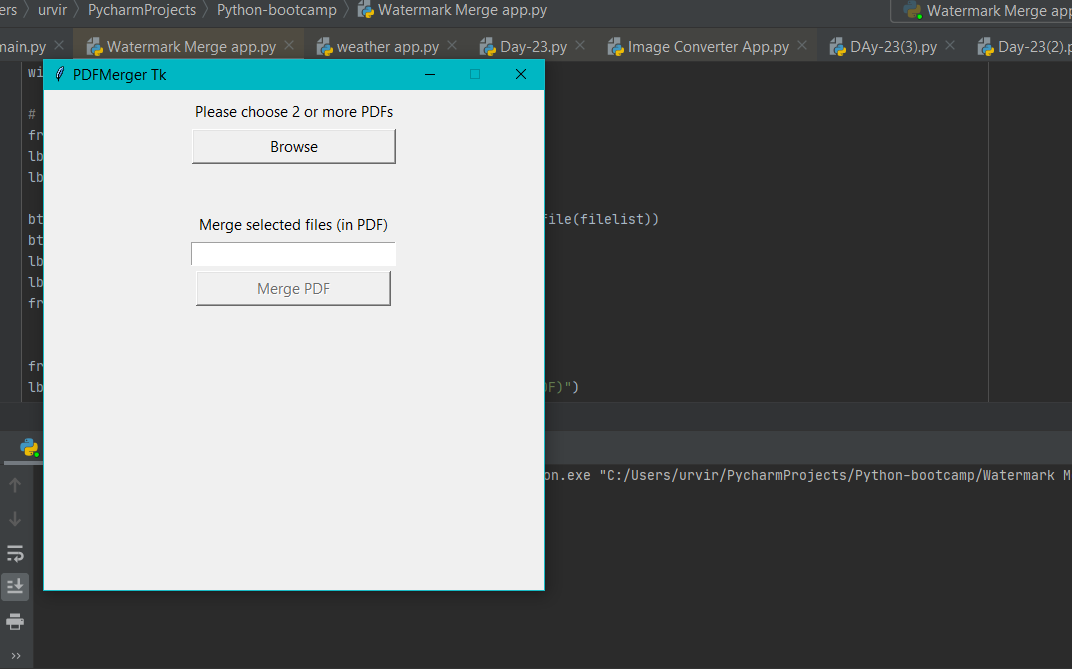 ers urvir PycharmProjects Python-bootcamp Watermark Merge app.py Watermark Merge app
main.py Watermark Merge app.py weather app.py Day-23.py Image Converter App.py DAy-23(3).py Day-23(2).p
wi
PDFMerger Tk
Please choose 2 or more PDFs
#
fr
Browse
lb
lb
bt file(filelist))
Merge selected files (in PDF)
bt
lb
lb
Merge PDF
fr
fr
lb DF)")
on.exe "C:/Users/urvir/PycharmProjects/Python-bootcamp/Watermark M